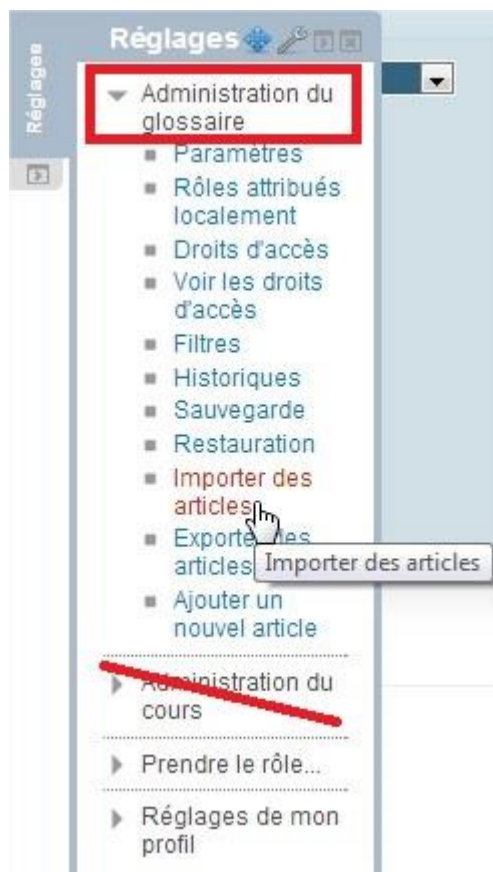 Réglages
Réglages
Administration du
glossaire
Paramètres
Rôles attribués
localement
Droits d'accès
Voir les droits
d'accès
Filtres
Historiques
Sauvegarde
Restauration
Importer des
articles
Exporter des
articles
Importer des articles
Ajouter un
nouvel article
Administration du
cours
Prendre le rôle...
Réglages de mon
profil